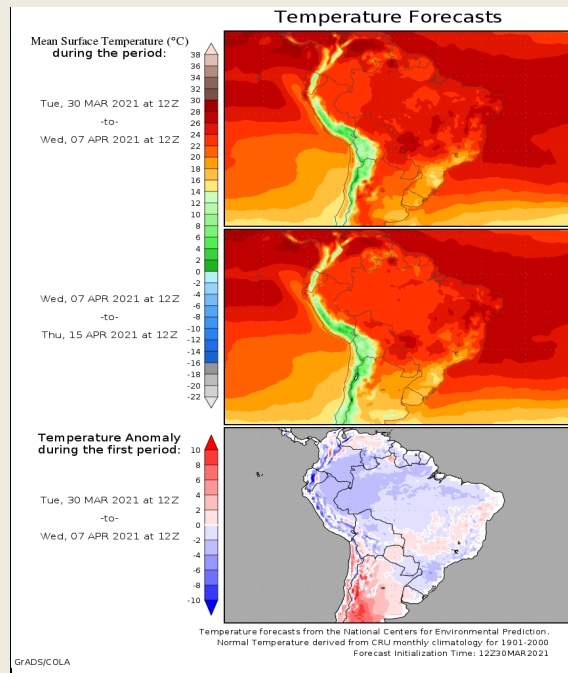 Temperature Forecasts
Mean Surface Temperature (°C)
during the period:
Tue, 30 MAR 2021 at 12Z
-to-
Wed, 07 APR 2021 at 12Z
38
36
34
32
30
28
26
24
22
20
18
16
14
12
10
8
6
4
2
0
-2
-4
-6
-8
-10
-12
-14
-16
-18
-20
-22
Wed, 07 APR 2021 at 12Z
-to-
Thu, 15 APR 2021 at 12Z
Temperature Anomaly
during the first period:
Tue, 30 MAR 2021 at 12Z
-to-
Wed, 07 APR 2021 at 12Z
10
8
6
4
2
0
-2
-4
-6
-8
-10
Temperature forecasts from the National Centers for Environmental Prediction.
Normal Temperature derived from CRU monthly climatology for 1901-2000
Forecast Initialization Time: 12Z30MAR2021
GrADS/COLA